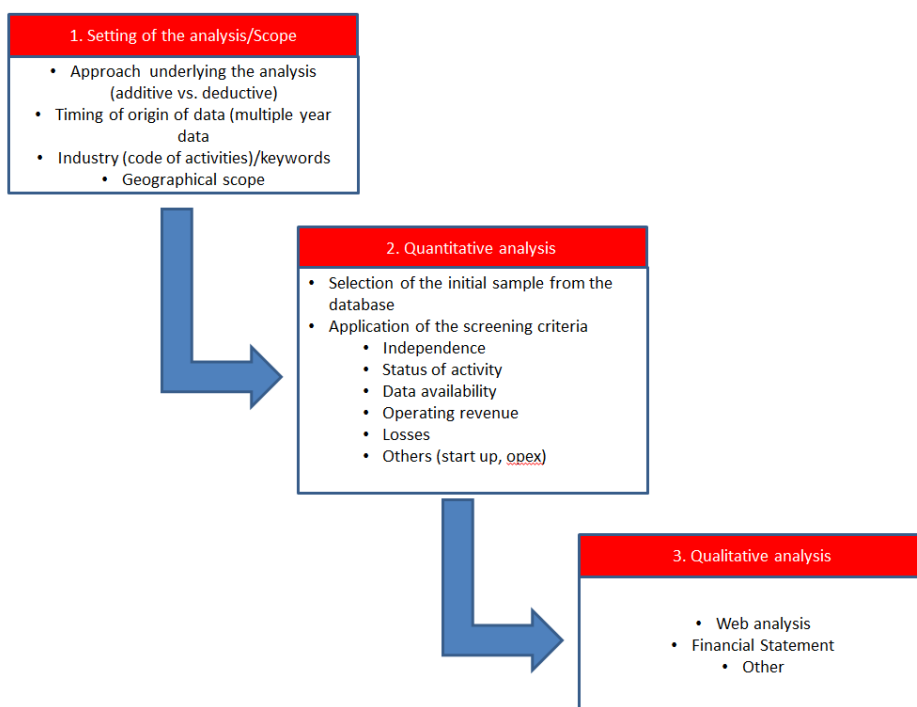 1. Setting of the analysis/Scope
• Approach underlying the analysis
(additive vs. deductive)
• Timing of origin of data (multiple year
data
• Industry (code of activities)/keywords
• Geographical scope
2. Quantitative analysis
• Selection of the initial sample from the
database
• Application of the screening criteria
• Independence
• Status of activity
• Data availability
• Operating revenue
• Losses
• Others (start up, opex)
3. Qualitative analysis
• Web analysis
• Financial Statement
• Other